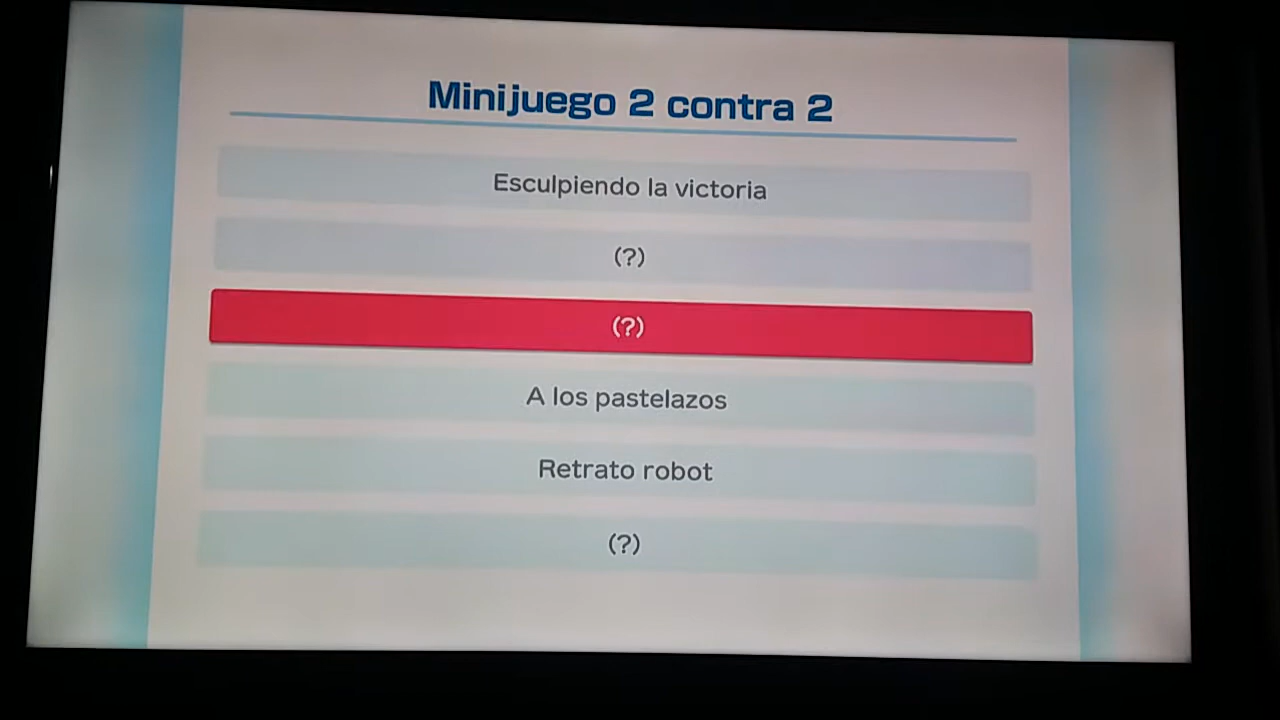 Minijuego 2 contra 2
Esculpiendo la victoria
(?)
(?)
A los pastelazos
Retrato robot
(?)